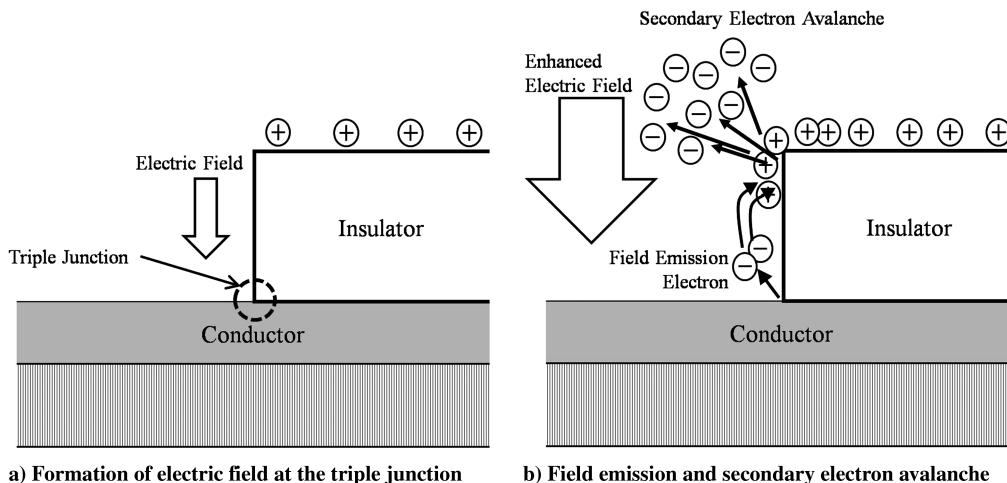 Electric Field
Triple Junction
Insulator
Conductor
a) Formation of electric field at the triple junction
Secondary Electron Avalanche
Enhanced
Electric Field
Insulator
Field Emission
Electron
Conductor
b) Field emission and secondary electron avalanche